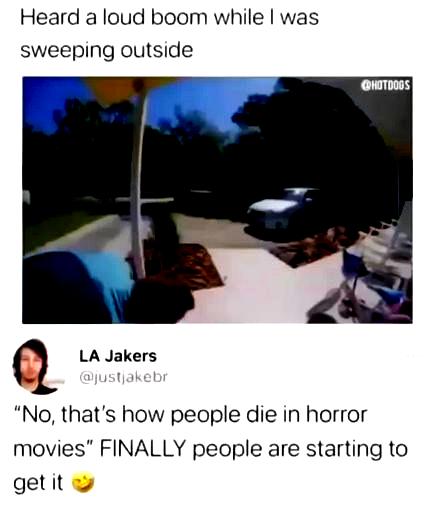 Heard a loud boom while I was
sweeping outside
@HOTDOGS
LA Jakers
@justjakebr
"No, that's how people die in horror
movies" FINALLY people are starting to
get it 🤣